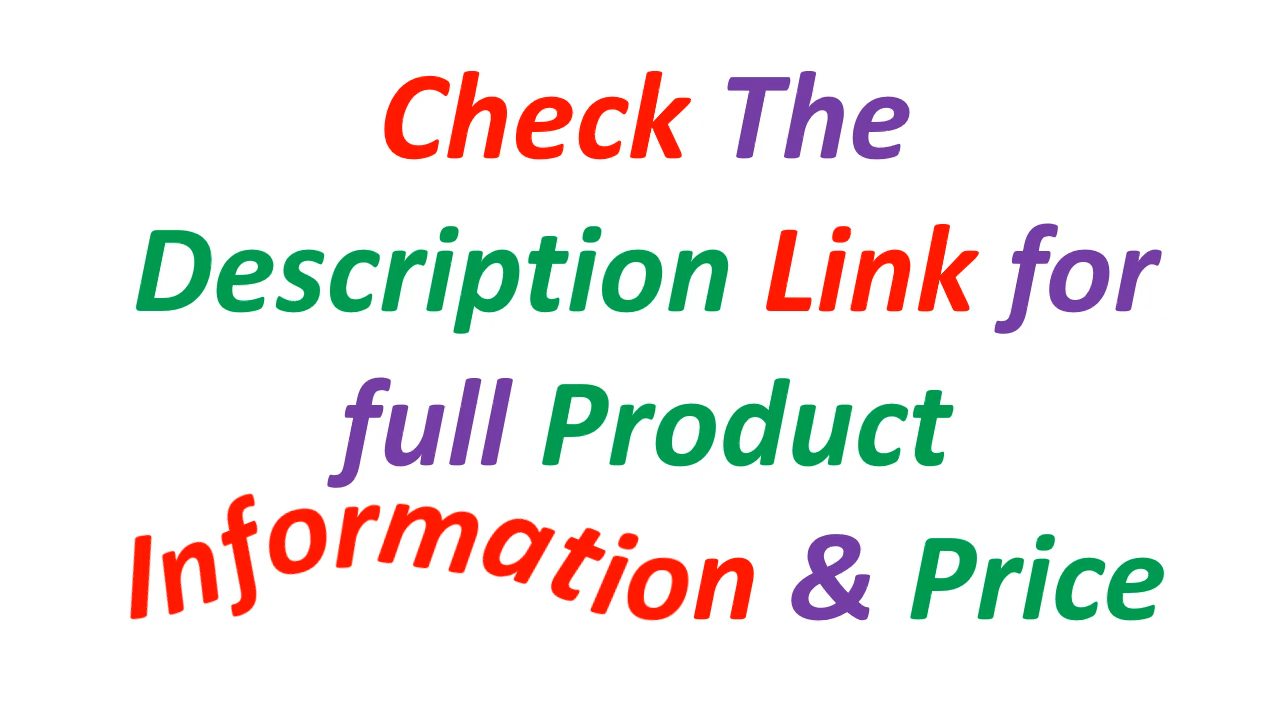 Check The
Description Link for
full Product
Information & Price